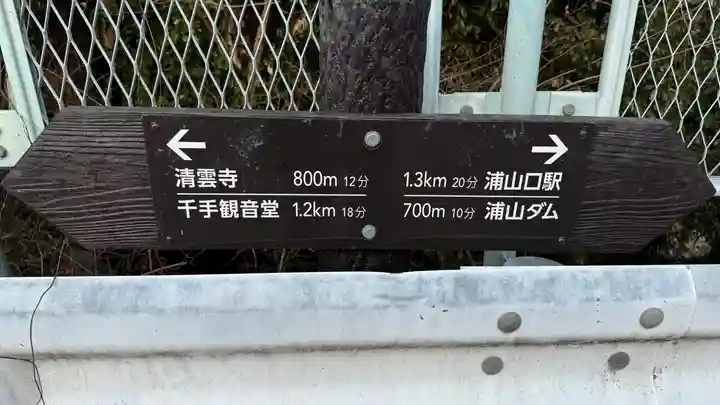 ← →
清雲寺 800m 12分 1.3km 20分 浦山口駅
千手観音堂 1.2km 18分 700m 10分 浦山ダム